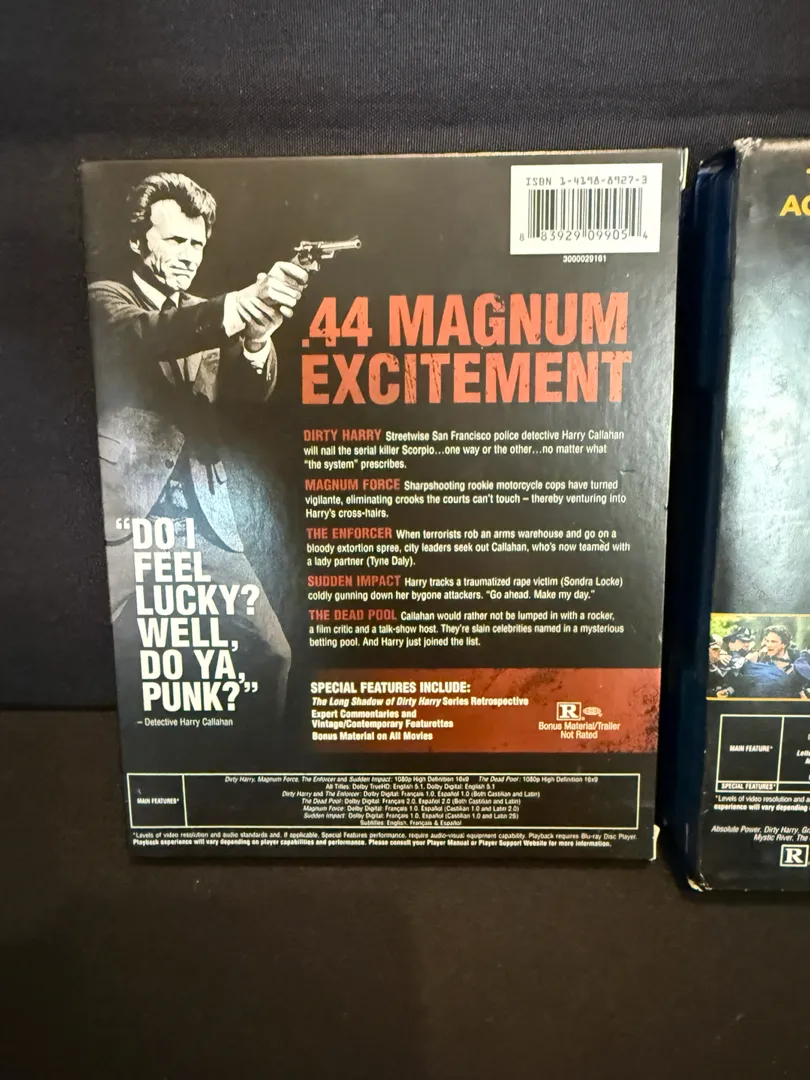 ISBN 1-4198-8927-3
8 83929 09905 4
3000029161
.44 MAGNUM
EXCITEMENT
DIRTY HARRY Streetwise San Francisco police detective Harry Callahan
will nail the serial killer Scorpio...one way or the other...no matter what
"the system" prescribes.
MAGNUM FORCE Sharpshooting rookie motorcycle cops have turned
vigilante, eliminating crooks the courts can't touch – thereby venturing into
Harry's cross-hairs.
THE ENFORCER When terrorists rob an arms warehouse and go on a
bloody extortion spree, city leaders seek out Callahan, who's now teamed with
a lady partner (Tyne Daly).
SUDDEN IMPACT Harry tracks a traumatized rape victim (Sondra Locke)
coldly gunning down her bygone attackers. "Go ahead. Make my day."
THE DEAD POOL Callahan would rather not be lumped in with a rocker,
a film critic and a talk-show host. They're slain celebrities named in a mysterious
betting pool. And Harry just joined the list.
"DO I
FEEL
LUCKY?
WELL,
DO YA,
PUNK?"
– Detective Harry Callahan
SPECIAL FEATURES INCLUDE:
The Long Shadow of Dirty Harry Series Retrospective
Expert Commentaries and
Vintage/Contemporary Featurettes
Bonus Material on All Movies
R
Bonus Material/Trailer
Not Rated
MAIN FEATURES*
Dirty Harry, Magnum Force, The Enforcer and Sudden Impact: 1080p High Definition 16x9 The Dead Pool: 1080p High Definition 16x9
All Titles: Dolby TrueHD: English 5.1, Dolby Digital: English 5.1
Dirty Harry and The Enforcer: Dolby Digital: Français 1.0, Español 1.0 (Both Castilian and Latin)
The Dead Pool: Dolby Digital: Français 2.0, Español 2.0 (Both Castilian and Latin)
Magnum Force: Dolby Digital: Français 1.0, Español (Castilian 1.0 and Latin 2.0)
Sudden Impact: Dolby Digital: Français 1.0, Español (Castilian 1.0 and Latin 2S)
Subtitles: English, Français & Español
*Levels of video resolution and audio standards and, if applicable, Special Features performance, require audio-visual equipment capability. Playback requires Blu-ray Disc Player.
Playback experience will vary depending on player capabilities and performance. Please consult your Player Manual or Player Support Website for more information.
MAIN FEATURE*
SPECIAL FEATURES*
*Levels of video resolution and a
experience will vary depending
Absolute Power, Dirty Harry, Gr
Mystic River, The
R